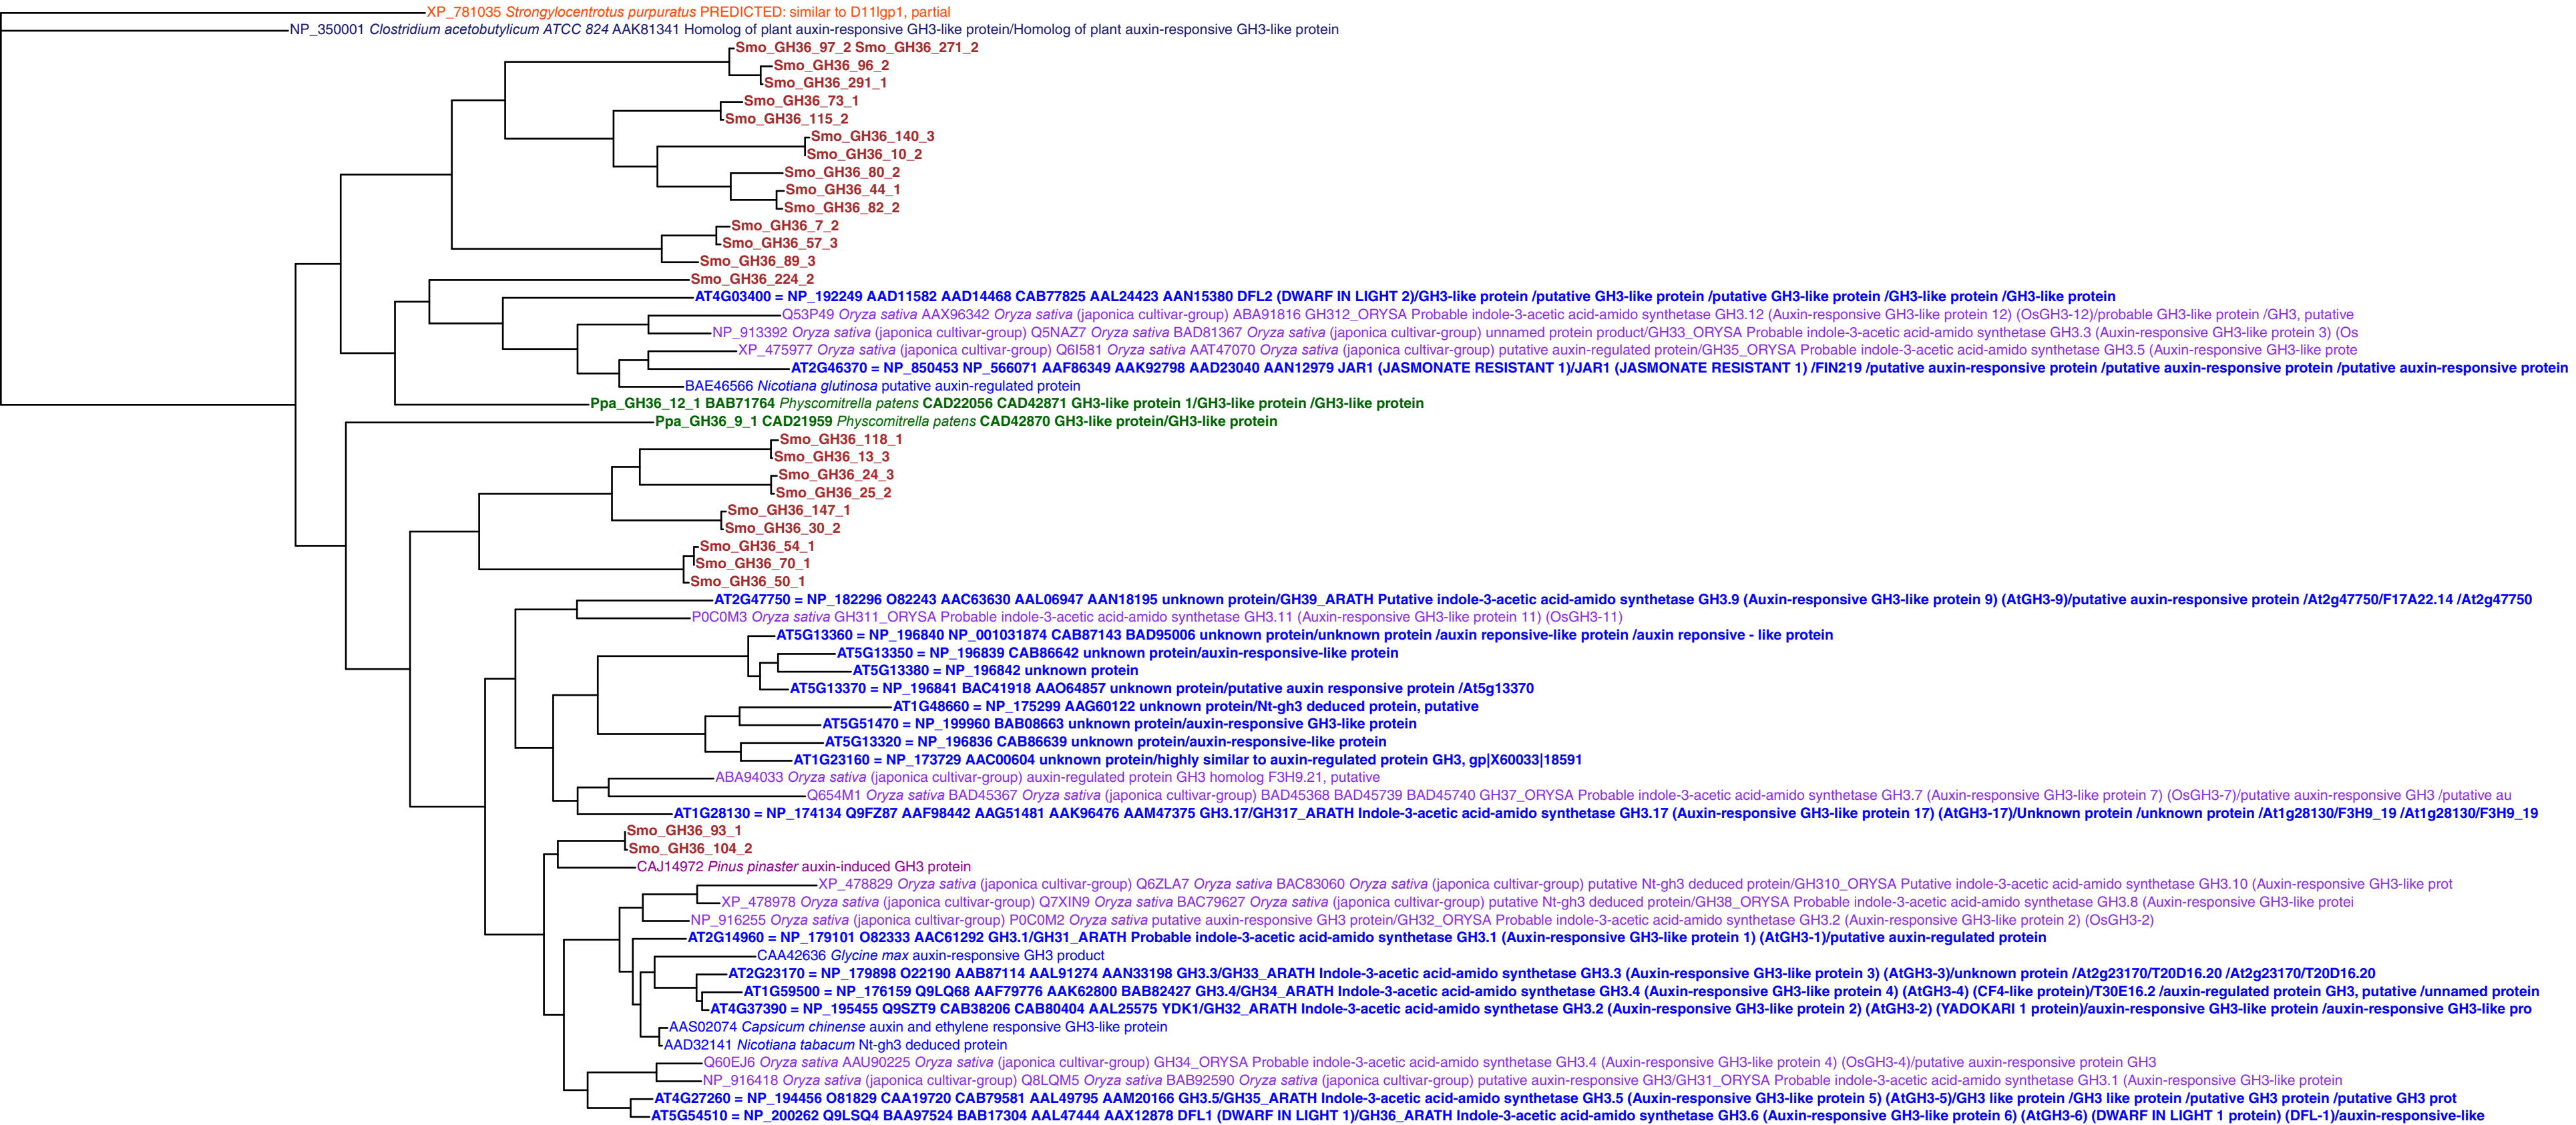 XP_781035 Strongylocentrotus purpuratus PREDICTED: similar to D11lgp1, partial
NP_350001 Clostridium acetobutylicum ATCC 824 AAK81341 Homolog of plant auxin-responsive GH3-like protein/Homolog of plant auxin-responsive GH3-like protein
Smo_GH36_97_2 Smo_GH36_271_2
Smo_GH36_96_2
Smo_GH36_291_1
Smo_GH36_73_1
Smo_GH36_115_2
Smo_GH36_140_3
Smo_GH36_10_2
Smo_GH36_80_2
Smo_GH36_44_1
Smo_GH36_82_2
Smo_GH36_7_2
Smo_GH36_57_3
Smo_GH36_89_3
Smo_GH36_224_2
AT4G03400 = NP_192249 AAD11582 AAD14468 CAB77825 AAL24423 AAN15380 DFL2 (DWARF IN LIGHT 2)/GH3-like protein /putative GH3-like protein /putative GH3-like protein /GH3-like protein /GH3-like protein
Q53P49 Oryza sativa AAX96342 Oryza sativa (japonica cultivar-group) ABA91816 GH312_ORYSA Probable indole-3-acetic acid-amido synthetase GH3.12 (Auxin-responsive GH3-like protein 12) (OsGH3-12)/probable GH3-like protein /GH3, putative
NP_913392 Oryza sativa (japonica cultivar-group) Q5NAZ7 Oryza sativa BAD81367 Oryza sativa (japonica cultivar-group) unnamed protein product/GH33_ORYSA Probable indole-3-acetic acid-amido synthetase GH3.3 (Auxin-responsive GH3-like protein 3) (Os
XP_475977 Oryza sativa (japonica cultivar-group) Q6I581 Oryza sativa AAT47070 Oryza sativa (japonica cultivar-group) putative auxin-regulated protein/GH35_ORYSA Probable indole-3-acetic acid-amido synthetase GH3.5 (Auxin-responsive GH3-like prote
AT2G46370 = NP_850453 NP_566071 AAF86349 AAK92798 AAD23040 AAN12979 JAR1 (JASMONATE RESISTANT 1)/JAR1 (JASMONATE RESISTANT 1) /FIN219 /putative auxin-responsive protein /putative auxin-responsive protein /putative auxin-responsive protein
BAE46566 Nicotiana glutinosa putative auxin-regulated protein
Ppa_GH36_12_1 BAB71764 Physcomitrella patens CAD22056 CAD42871 GH3-like protein 1/GH3-like protein /GH3-like protein
Ppa_GH36_9_1 CAD21959 Physcomitrella patens CAD42870 GH3-like protein/GH3-like protein
Smo_GH36_118_1
Smo_GH36_13_3
Smo_GH36_24_3
Smo_GH36_25_2
Smo_GH36_147_1
Smo_GH36_30_2
Smo_GH36_54_1
Smo_GH36_70_1
Smo_GH36_50_1
AT2G47750 = NP_182296 O82243 AAC63630 AAL06947 AAN18195 unknown protein/GH39_ARATH Putative indole-3-acetic acid-amido synthetase GH3.9 (Auxin-responsive GH3-like protein 9) (AtGH3-9)/putative auxin-responsive protein /At2g47750/F17A22.14 /At2g47750
P0C0M3 Oryza sativa GH311_ORYSA Probable indole-3-acetic acid-amido synthetase GH3.11 (Auxin-responsive GH3-like protein 11) (OsGH3-11)
AT5G13360 = NP_196840 NP_001031874 CAB87143 BAD95006 unknown protein/unknown protein /auxin reponsive-like protein /auxin reponsive - like protein
AT5G13350 = NP_196839 CAB86642 unknown protein/auxin-responsive-like protein
AT5G13380 = NP_196842 unknown protein
AT5G13370 = NP_196841 BAC41918 AAO64857 unknown protein/putative auxin responsive protein /At5g13370
AT1G48660 = NP_175299 AAG60122 unknown protein/Nt-gh3 deduced protein, putative
AT5G51470 = NP_199960 BAB08663 unknown protein/auxin-responsive GH3-like protein
AT5G13320 = NP_196836 CAB86639 unknown protein/auxin-responsive-like protein
AT1G23160 = NP_173729 AAC00604 unknown protein/highly similar to auxin-regulated protein GH3, gp|X60033|18591
ABA94033 Oryza sativa (japonica cultivar-group) auxin-regulated protein GH3 homolog F3H9.21, putative
Q654M1 Oryza sativa BAD45367 Oryza sativa (japonica cultivar-group) BAD45368 BAD45739 BAD45740 GH37_ORYSA Probable indole-3-acetic acid-amido synthetase GH3.7 (Auxin-responsive GH3-like protein 7) (OsGH3-7)/putative auxin-responsive GH3 /putative au
AT1G28130 = NP_174134 Q9FZ87 AAF98442 AAG51481 AAK96476 AAM47375 GH3.17/GH317_ARATH Indole-3-acetic acid-amido synthetase GH3.17 (Auxin-responsive GH3-like protein 17) (AtGH3-17)/Unknown protein /unknown protein /At1g28130/F3H9_19 /At1g28130/F3H9_19
Smo_GH36_93_1
Smo_GH36_104_2
CAJ14972 Pinus pinaster auxin-induced GH3 protein
XP_478829 Oryza sativa (japonica cultivar-group) Q6ZLA7 Oryza sativa BAC83060 Oryza sativa (japonica cultivar-group) putative Nt-gh3 deduced protein/GH310_ORYSA Putative indole-3-acetic acid-amido synthetase GH3.10 (Auxin-responsive GH3-like prot
XP_478978 Oryza sativa (japonica cultivar-group) Q7XIN9 Oryza sativa BAC79627 Oryza sativa (japonica cultivar-group) putative Nt-gh3 deduced protein/GH38_ORYSA Probable indole-3-acetic acid-amido synthetase GH3.8 (Auxin-responsive GH3-like protei
NP_916255 Oryza sativa (japonica cultivar-group) P0C0M2 Oryza sativa putative auxin-responsive GH3 protein/GH32_ORYSA Probable indole-3-acetic acid-amido synthetase GH3.2 (Auxin-responsive GH3-like protein 2) (OsGH3-2)
AT2G14960 = NP_179101 O82333 AAC61292 GH3.1/GH31_ARATH Probable indole-3-acetic acid-amido synthetase GH3.1 (Auxin-responsive GH3-like protein 1) (AtGH3-1)/putative auxin-regulated protein
CAA42636 Glycine max auxin-responsive GH3 product
AT2G23170 = NP_179898 O22190 AAB87114 AAL91274 AAN33198 GH3.3/GH33_ARATH Indole-3-acetic acid-amido synthetase GH3.3 (Auxin-responsive GH3-like protein 3) (AtGH3-3)/unknown protein /At2g23170/T20D16.20 /At2g23170/T20D16.20
AT1G59500 = NP_176159 Q9LQ68 AAF79776 AAK62800 BAB82427 GH3.4/GH34_ARATH Indole-3-acetic acid-amido synthetase GH3.4 (Auxin-responsive GH3-like protein 4) (AtGH3-4) (CF4-like protein)/T30E16.2 /auxin-regulated protein GH3, putative /unnamed protein
AT4G37390 = NP_195455 Q9SZT9 CAB38206 CAB80404 AAL25575 YDK1/GH32_ARATH Indole-3-acetic acid-amido synthetase GH3.2 (Auxin-responsive GH3-like protein 2) (AtGH3-2) (YADOKARI 1 protein)/auxin-responsive GH3-like protein /auxin-responsive GH3-like pro
AAS02074 Capsicum chinense auxin and ethylene responsive GH3-like protein
AAD32141 Nicotiana tabacum Nt-gh3 deduced protein
Q60EJ6 Oryza sativa AAU90225 Oryza sativa (japonica cultivar-group) GH34_ORYSA Probable indole-3-acetic acid-amido synthetase GH3.4 (Auxin-responsive GH3-like protein 4) (OsGH3-4)/putative auxin-responsive protein GH3
NP_916418 Oryza sativa (japonica cultivar-group) Q8LQM5 Oryza sativa BAB92590 Oryza sativa (japonica cultivar-group) putative auxin-responsive GH3/GH31_ORYSA Probable indole-3-acetic acid-amido synthetase GH3.1 (Auxin-responsive GH3-like protein
AT4G27260 = NP_194456 O81829 CAA19720 CAB79581 AAL49795 AAM20166 GH3.5/GH35_ARATH Indole-3-acetic acid-amido synthetase GH3.5 (Auxin-responsive GH3-like protein 5) (AtGH3-5)/GH3 like protein /GH3 like protein /putative GH3 protein /putative GH3 prot
AT5G54510 = NP_200262 Q9LSQ4 BAA97524 BAB17304 AAL47444 AAX12878 DFL1 (DWARF IN LIGHT 1)/GH36_ARATH Indole-3-acetic acid-amido synthetase GH3.6 (Auxin-responsive GH3-like protein 6) (AtGH3-6) (DWARF IN LIGHT 1 protein) (DFL-1)/auxin-responsive-like